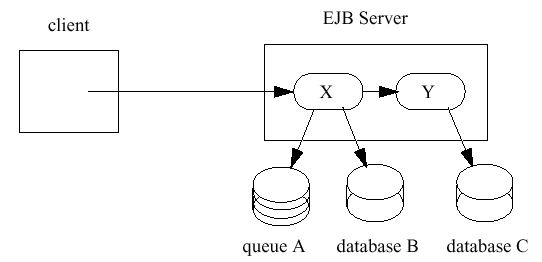 client
EJB Server
X
Y
queue A
database B
database C